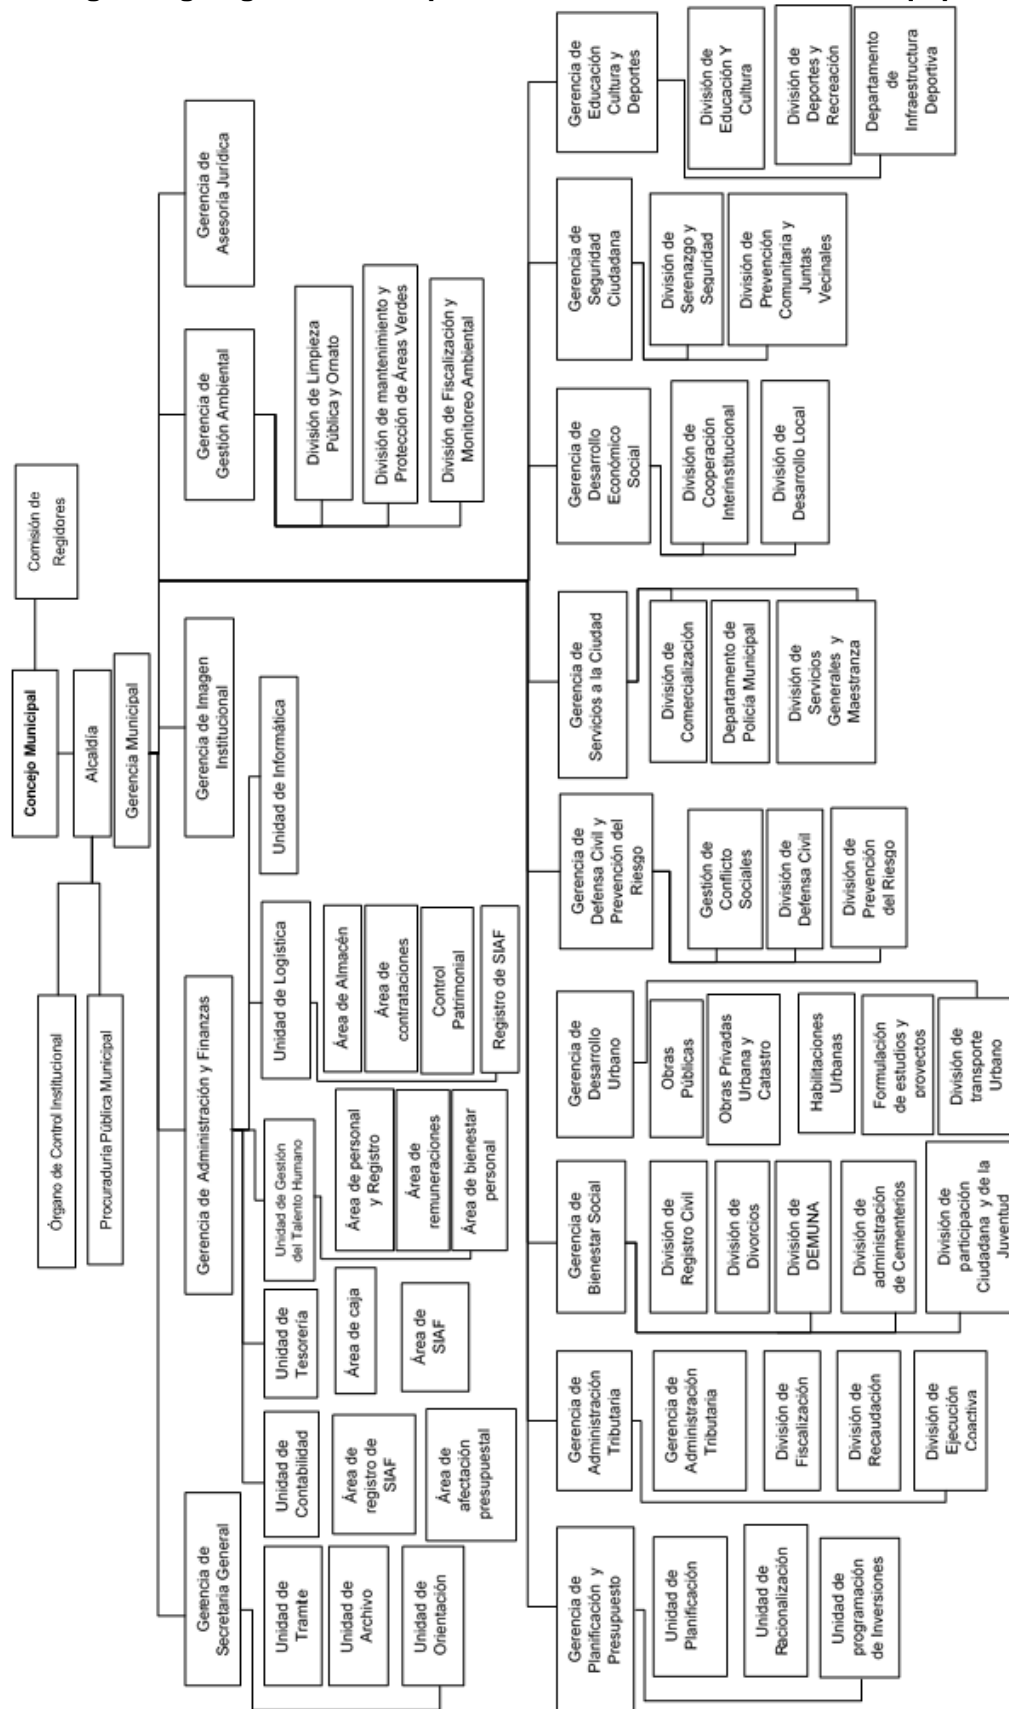 Comisión de
Regidores
Concejo Municipal
Alcaldía
Gerencia Municipal
Órgano de Control Institucional
Procuraduría Pública Municipal
Gerencia de
Secretaria General
Unidad de
Tramite
Unidad de
Archivo
Unidad de
Orientación
Gerencia de Administración y Finanzas
Unidad de
Contabilidad
Área de
registro de
SIAF
Área de
afectación
presupuestal
Unidad de
Tesorería
Área de caja
Área de
SIAF
Unidad de Gestión
del Talento Humano
Área de personal
y Registro
Área de
remuneraciones
Área de bienestar
personal
Unidad de Logística
Área de Almacén
Área de
contrataciones
Control
Patrimonial
Registro de SIAF
Unidad de Informática
Gerencia de Imagen
Institucional
Gerencia de
Gestión Ambiental
División de Limpieza
Pública y Ornato
División de mantenimiento y
Protección de Áreas Verdes
División de Fiscalización y
Monitoreo Ambiental
Gerencia de
Asesoría Jurídica
Gerencia de
Planificación y
Presupuesto
Unidad de
Planificación
Unidad de
Racionalización
Unidad de
programación
de Inversiones
Gerencia de
Administración
Tributaria
Gerencia de
Administración
Tributaria
División de
Fiscalización
División de
Recaudación
División de
Ejecución
Coactiva
Gerencia de
Bienestar Social
División de
Registro Civil
División de
Divorcios
División de
DEMUNA
División de
administración
de Cementerios
División de
participación
Ciudadana y de la
Juventud
Gerencia de
Desarrollo
Urbano
Obras
Públicas
Obras Privadas
Urbana y
Catastro
Habilitaciones
Urbanas
Formulación
de estudios y
proyectos
División de
transporte
Urbano
Gerencia de
Defensa Civil y
Prevención del
Riesgo
Gestión de
Conflicto
Sociales
División de
Defensa Civil
División de
Prevención
del Riesgo
Gerencia de
Servicios a la Ciudad
División de
Comercialización
Departamento de
Policía Municipal
División de
Servicios
Generales y
Maestranza
Gerencia de
Desarrollo
Económico
Social
División de
Cooperación
Interinstitucional
División de
Desarrollo Local
Gerencia de
Seguridad
Ciudadana
División de
Serenazgo y
Seguridad
División de
Prevención
Comunitaria y
Juntas
Vecinales
Gerencia de
Educación
Cultura y
Deportes
División de
Educación Y
Cultura
División de
Deportes y
Recreación
Departamento
de
Infraestructura
Deportiva